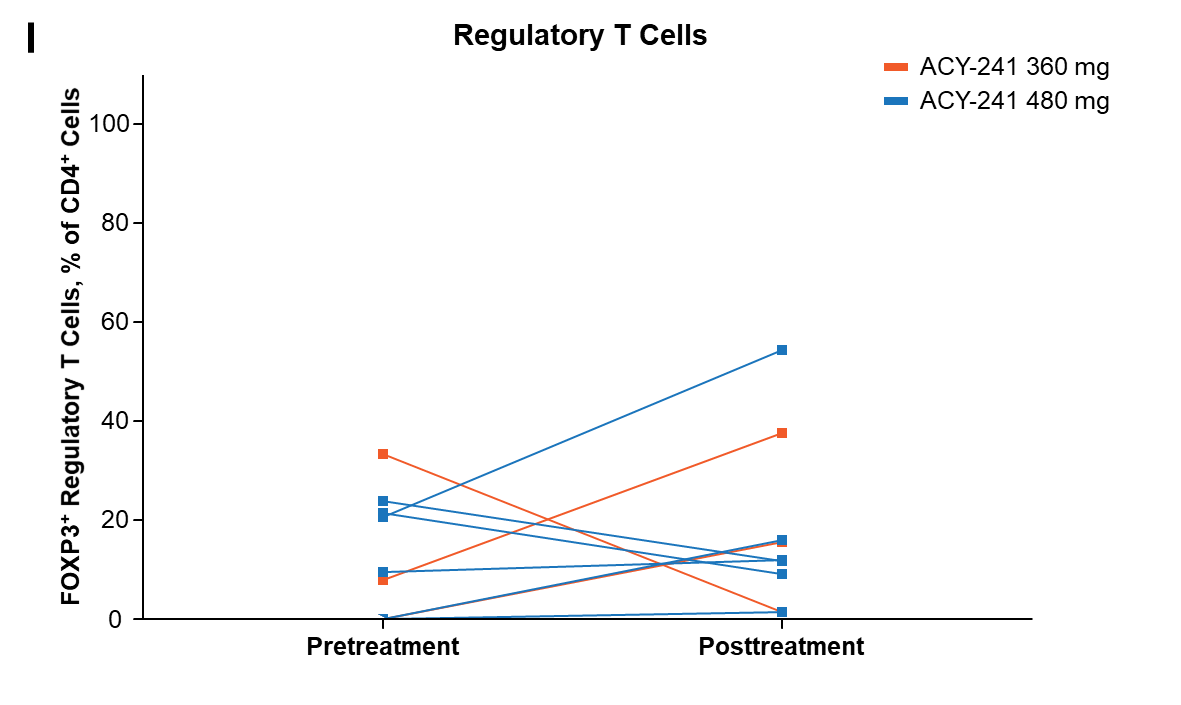 I
Regulatory T Cells
ACY-241 360 mg
ACY-241 480 mg
FOXP3⁺ Regulatory T Cells, % of CD4⁺ Cells
100
80
60
40
20
0
Pretreatment
Posttreatment